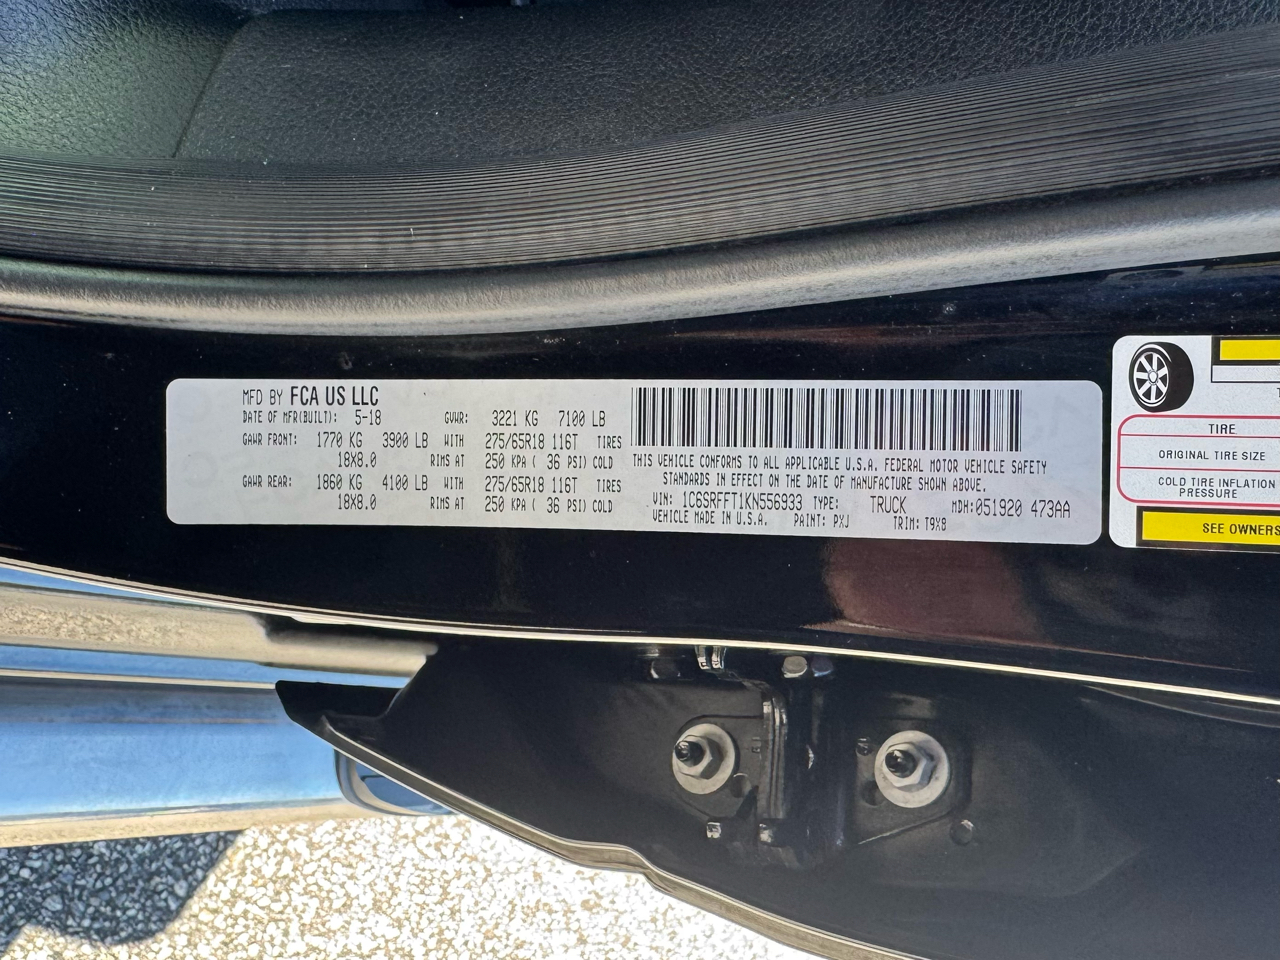 MFD BY FCA US LLC
DATE OF MFR(BUILT): 5-18 GVWR: 3221 KG 7100 LB
GAWR FRONT: 1770 KG 3900 LB WITH 275/65R18 116T TIRES
18X8.0 RIMS AT 250 KPA ( 36 PSI) COLD
GAWR REAR: 1860 KG 4100 LB WITH 275/65R18 116T TIRES
18X8.0 RIMS AT 250 KPA ( 36 PSI) COLD
THIS VEHICLE CONFORMS TO ALL APPLICABLE U.S.A. FEDERAL MOTOR VEHICLE SAFETY
STANDARDS IN EFFECT ON THE DATE OF MANUFACTURE SHOWN ABOVE.
VIN: 1C6SRFFT1KN556933 TYPE: TRUCK MDH:051920 473AA
VEHICLE MADE IN U.S.A. PAINT: PXJ TRIM: T9X8
TIRE
ORIGINAL TIRE SIZE
COLD TIRE INFLATION
PRESSURE
SEE OWNERS